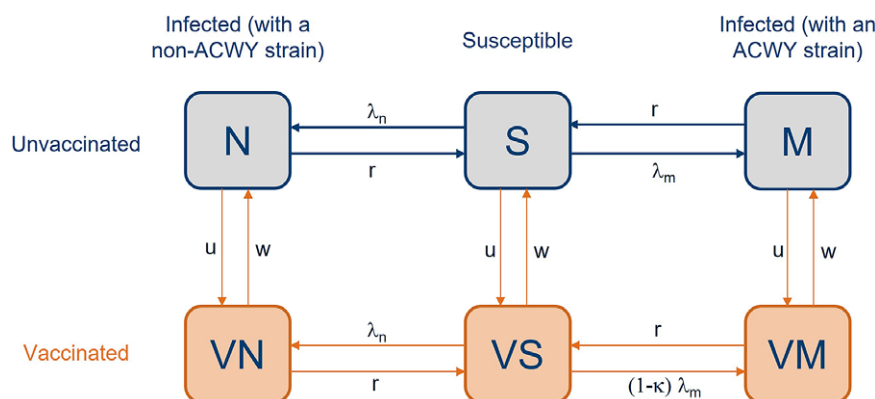 Infected (with a
non-ACWY strain)
Susceptible
Infected (with an
ACWY strain)
Unvaccinated
N
λn
r
S
r
λm
M
u
w
u
w
u
w
Vaccinated
VN
λn
r
VS
r
(1-κ) λm
VM